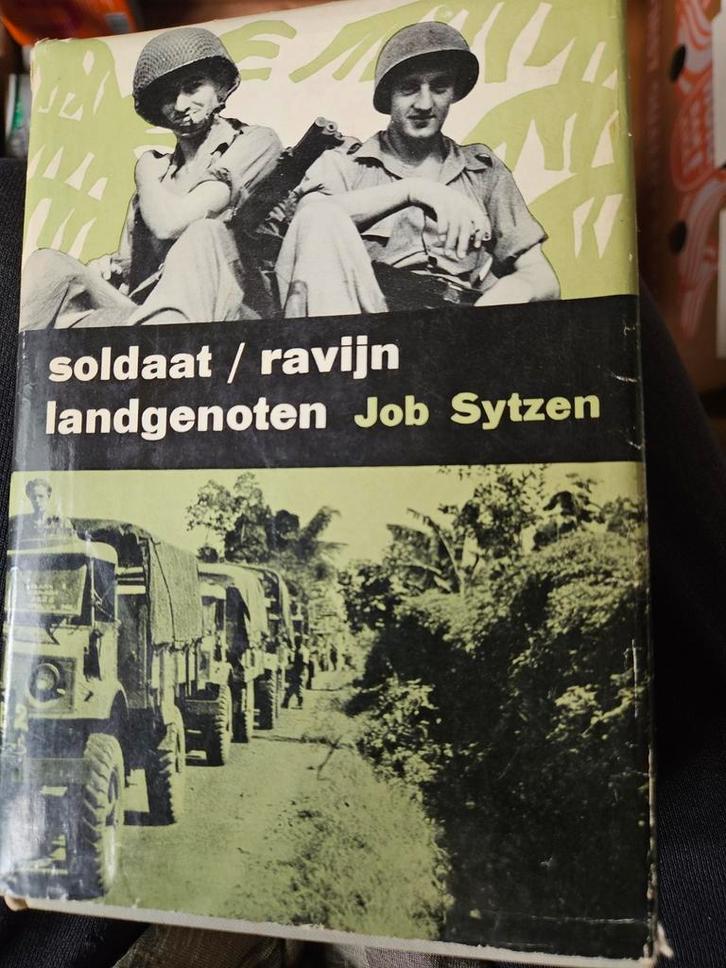 soldaat / ravijn
landgenoten Job Sytzen